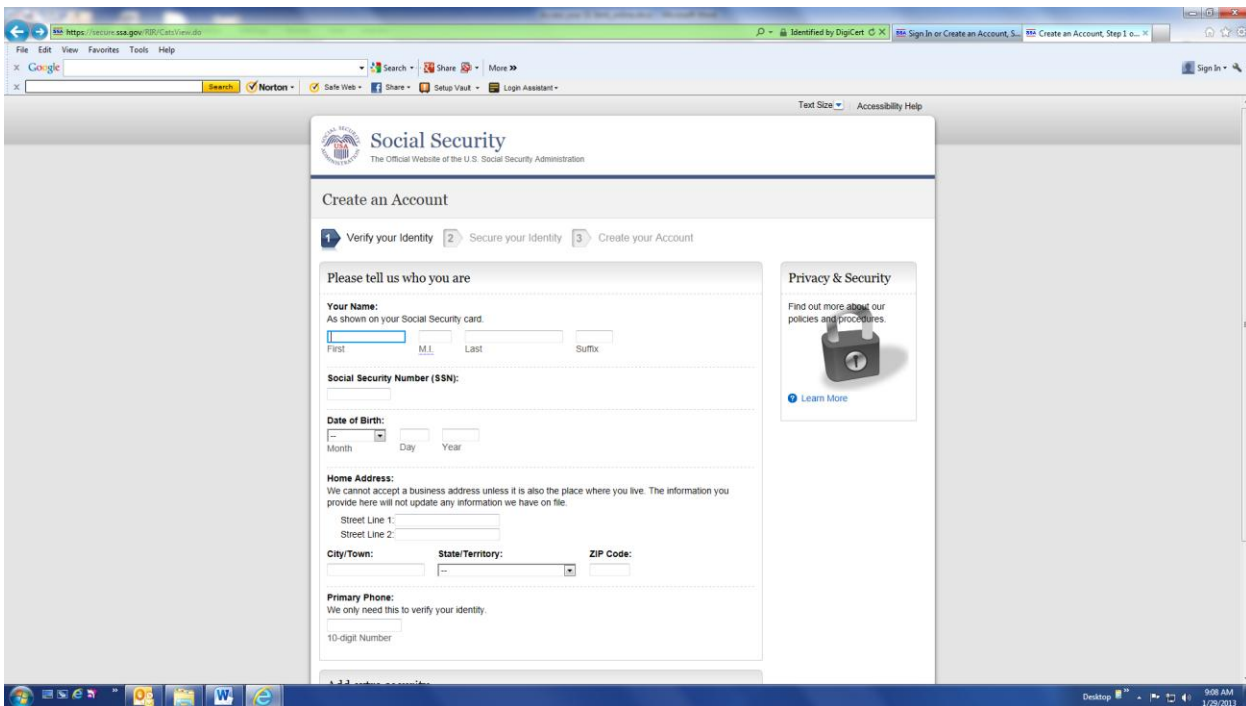 https://secure.ssa.gov/RIR/CatsView.do
Identified by DigiCert
Sign In or Create an Account, S...
Create an Account, Step 1 o...
File Edit View Favorites Tools Help
x Google Search Share More »
Sign In
x Search Norton Safe Web Share Setup Vault Login Assistant
Text Size Accessibility Help
SOCIAL SECURITY ADMINISTRATION
USA
Social Security
The Official Website of the U.S. Social Security Administration
Create an Account
1 Verify your Identity 2 Secure your Identity 3 Create your Account
Please tell us who you are
Your Name:
As shown on your Social Security card.
First M.I. Last Suffix
Social Security Number (SSN):
Date of Birth:
--
Month Day Year
Home Address:
We cannot accept a business address unless it is also the place where you live. The information you
provide here will not update any information we have on file.
Street Line 1:
Street Line 2:
City/Town: State/Territory: ZIP Code:
--
Primary Phone:
We only need this to verify your identity.
10-digit Number
Privacy & Security
Find out more about our
policies and procedures.
? Learn More
Desktop »
9:08 AM
1/29/2013